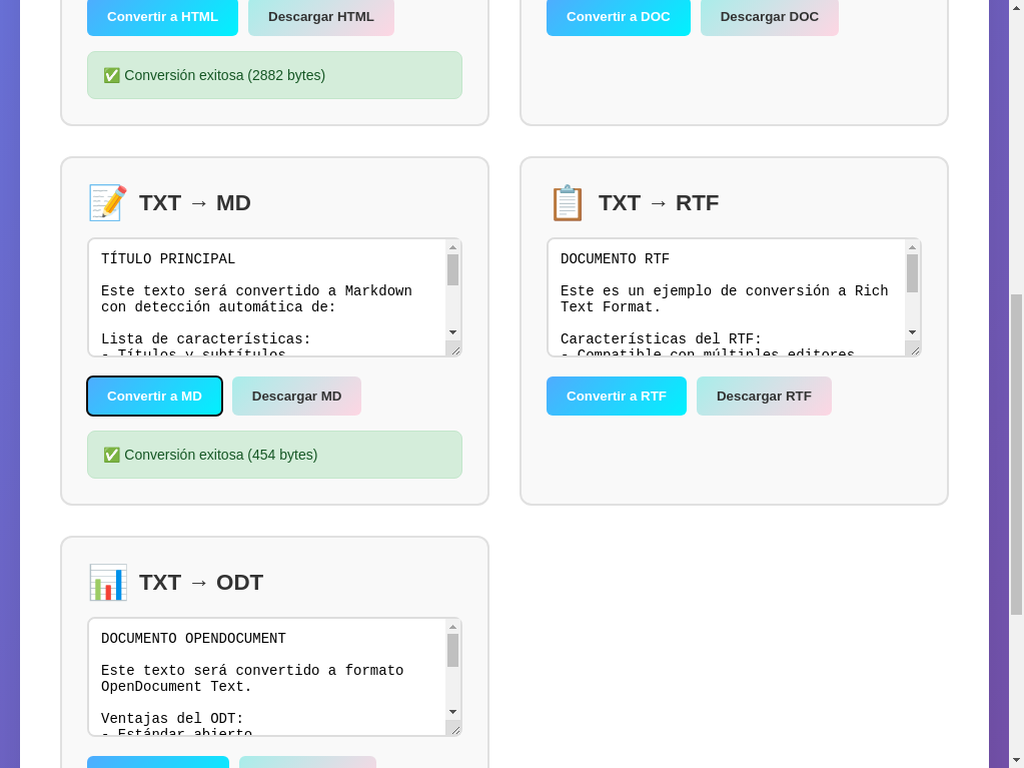 Convertir a HTML
Descargar HTML
✅ Conversión exitosa (2882 bytes)
Convertir a DOC
Descargar DOC
TXT → MD
TÍTULO PRINCIPAL
Este texto será convertido a Markdown
con detección automática de:
Lista de características:
- Títulos y subtítulos
Convertir a MD
Descargar MD
✅ Conversión exitosa (454 bytes)
TXT → RTF
DOCUMENTO RTF
Este es un ejemplo de conversión a Rich
Text Format.
Características del RTF:
- Compatible con múltiples editores
Convertir a RTF
Descargar RTF
TXT → ODT
DOCUMENTO OPENDOCUMENT
Este texto será convertido a formato
OpenDocument Text.
Ventajas del ODT:
- Estándar abierto